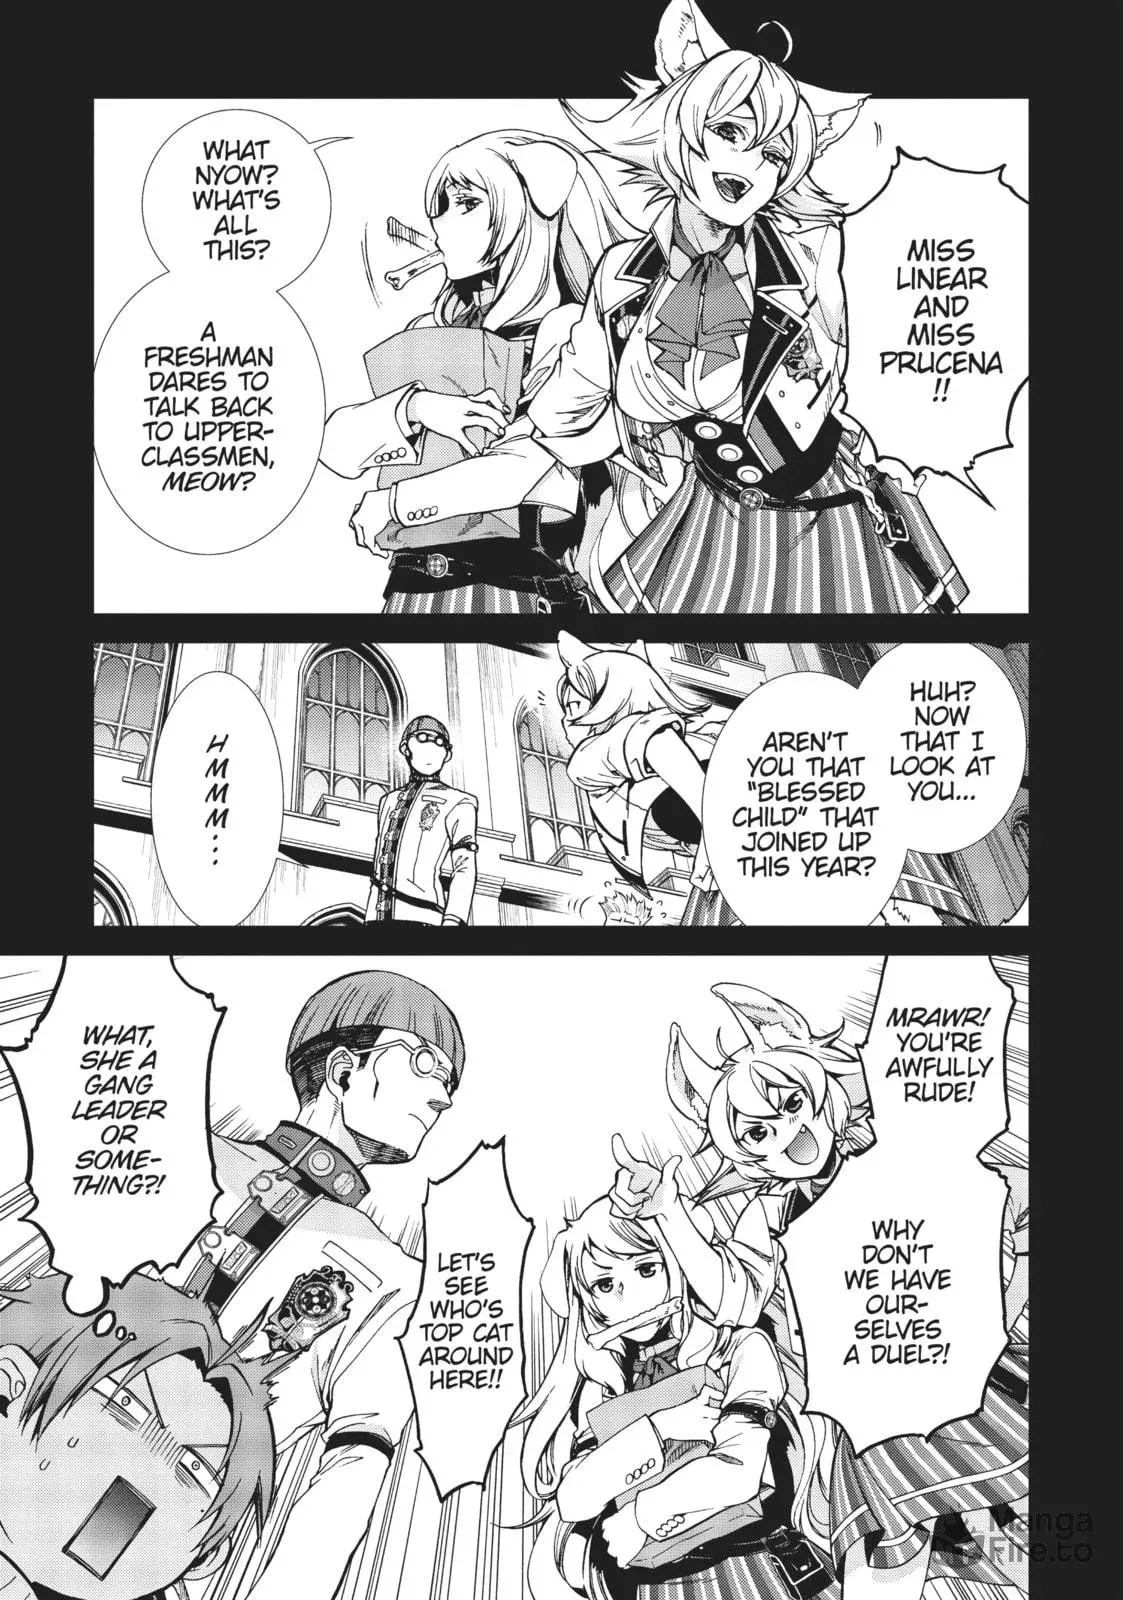 MISS
LINEAR
AND
MISS
PRUCENA
!!
WHAT
NYOW?
WHAT'S
ALL
THIS?
A
FRESHMAN
DARES TO
TALK BACK
TO UPPER-
CLASSMEN,
MEOW?
HUH?
NOW
THAT I
LOOK AT
YOU...
AREN'T
YOU THAT
"BLESSED
CHILD" THAT
JOINED UP
THIS YEAR?
HMMM...
MRAWR!
YOU'RE
AWFULLY
RUDE!
WHY
DON'T
WE HAVE
OUR-
SELVES
A DUEL?!
LET'S
SEE
WHO'S
TOP CAT
AROUND
HERE!!
WHAT,
SHE A
GANG
LEADER
OR
SOME-
THING?!
Manga
Fire.to